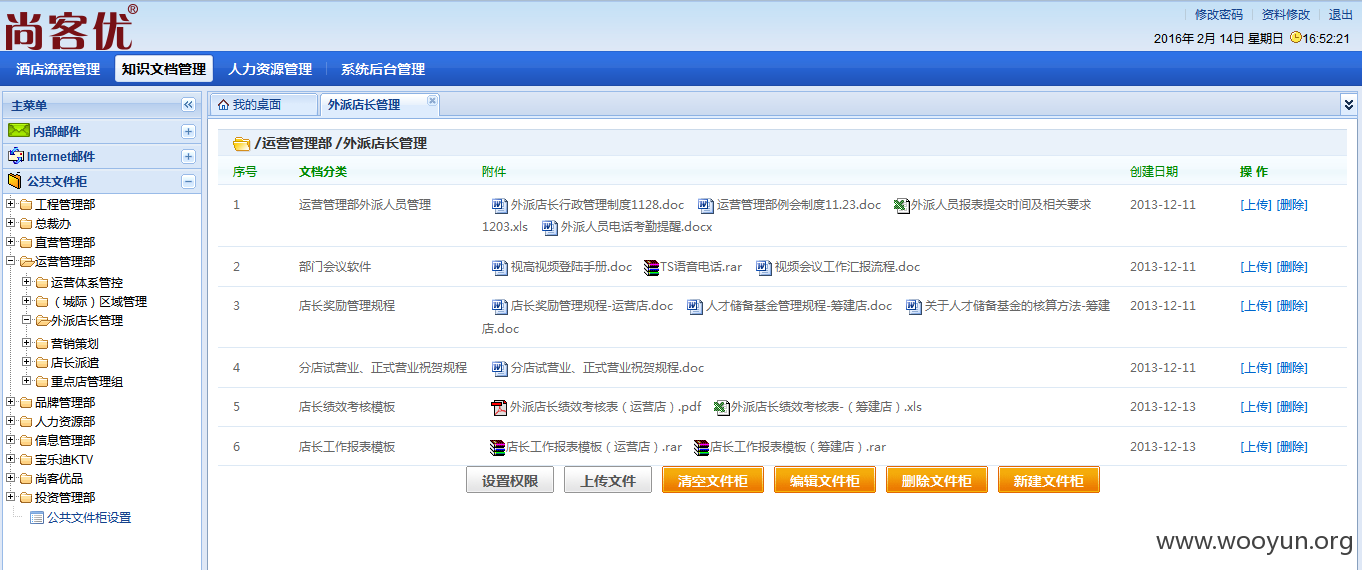 尚客优®
修改密码 资料修改 退出
2016年 2月 14日 星期日 16:52:21
酒店流程管理 知识文档管理 人力资源管理 系统后台管理
主菜单
我的桌面 外派店长管理
内部邮件
Internet邮件
公共文件柜
工程管理部
总裁办
直营管理部
运营管理部
运营体系管控
（城际）区域管理
外派店长管理
营销策划
店长派遣
重点店管理组
品牌管理部
人力资源部
信息管理部
宝乐迪KTV
尚客优品
投资管理部
公共文件柜设置
/运营管理部 /外派店长管理
序号 文档分类 附件 创建日期 操 作
1 运营管理部外派人员管理 外派店长行政管理制度1128.doc 运营管理部例会制度11.23.doc 外派人员报表提交时间及相关要求 2013-12-11 [上传] [删除]
1203.xls 外派人员电话考勤提醒.docx
2 部门会议软件 视高视频登陆手册.doc TS语音电话.rar 视频会议工作汇报流程.doc 2013-12-11 [上传] [删除]
3 店长奖励管理规程 店长奖励管理规程-运营店.doc 人才储备基金管理规程-筹建店.doc 关于人才储备基金的核算方法-筹建 2013-12-11 [上传] [删除]
店.doc
4 分店试营业、正式营业祝贺规程 分店试营业、正式营业祝贺规程.doc 2013-12-11 [上传] [删除]
5 店长绩效考核模板 外派店长绩效考核表（运营店）.pdf 外派店长绩效考核表-（筹建店）.xls 2013-12-13 [上传] [删除]
6 店长工作报表模板 店长工作报表模板（运营店）.rar 店长工作报表模板（筹建店）.rar 2013-12-13 [上传] [删除]
设置权限 上传文件 清空文件柜 编辑文件柜 删除文件柜 新建文件柜
www.wooyun.org